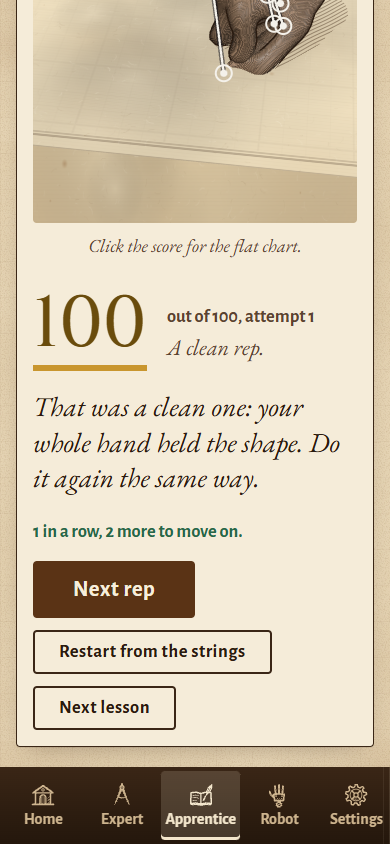 Click the score for the flat chart.
100
out of 100, attempt 1
A clean rep.
That was a clean one: your
whole hand held the shape. Do
it again the same way.
1 in a row, 2 more to move on.
Next rep
Restart from the strings
Next lesson
Home
Expert
Apprentice
Robot
Settings